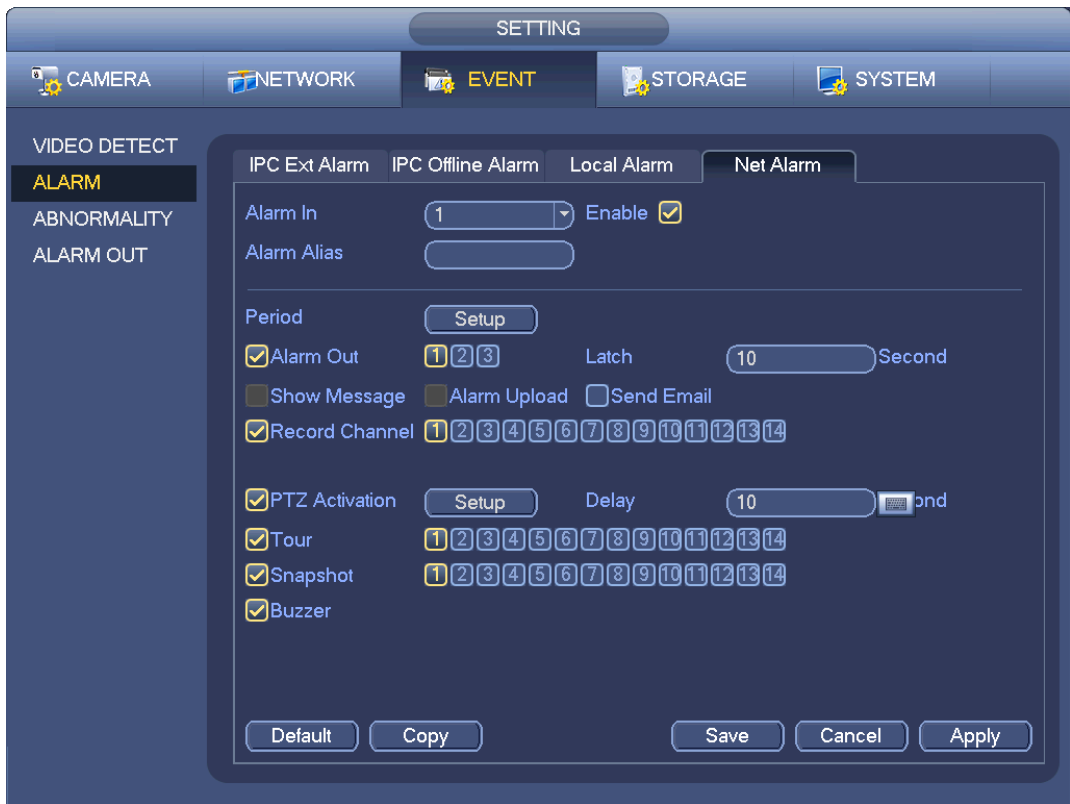 SETTING
CAMERA NETWORK EVENT STORAGE SYSTEM
VIDEO DETECT
ALARM
ABNORMALITY
ALARM OUT
IPC Ext Alarm IPC Offline Alarm Local Alarm Net Alarm
Alarm In 1 Enable
Alarm Alias
Period Setup
Alarm Out 1 2 3 Latch 10 Second
Show Message Alarm Upload Send Email
Record Channel 1 2 3 4 5 6 7 8 9 10 11 12 13 14
PTZ Activation Setup Delay 10 ond
Tour 1 2 3 4 5 6 7 8 9 10 11 12 13 14
Snapshot 1 2 3 4 5 6 7 8 9 10 11 12 13 14
Buzzer
Default Copy Save Cancel Apply